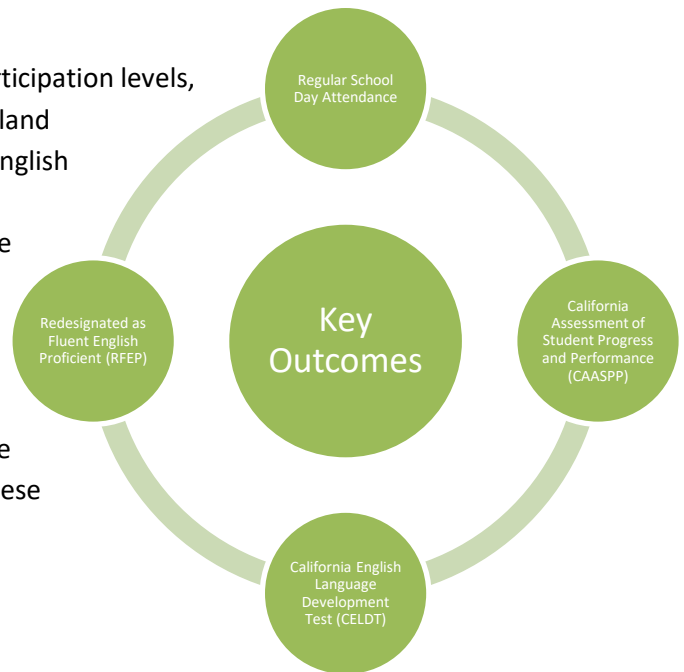 rticipation levels,
land
nglish
e
e
ese
Regular School
Day Attendance
California
Assessment of
Student Progress
and Performance
(CAASPP)
California English
Language
Development
Test (CELDT)
Redesignated as
Fluent English
Proficient (RFEP)
Key
Outcomes